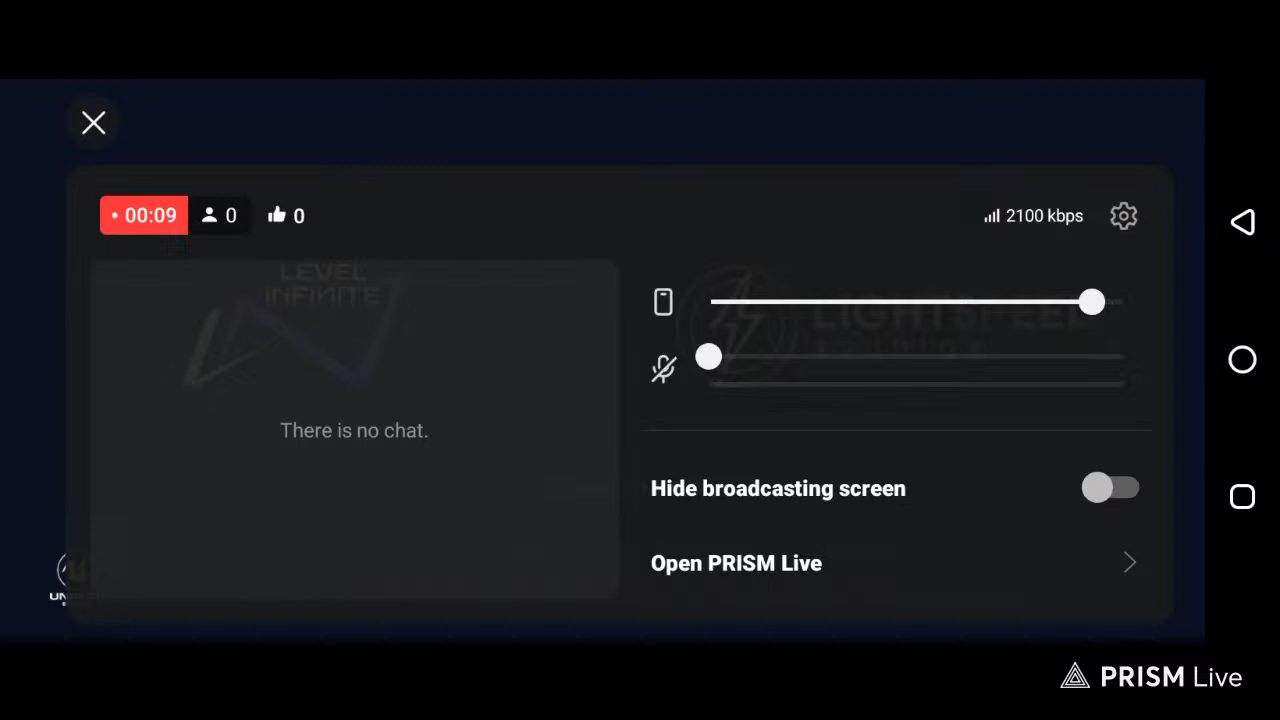 00:09 0 0 2100 kbps
LEVEL
INFINITE
LIGHTSPEED
There is no chat.
Hide broadcasting screen
Open PRISM Live
PRISM Live